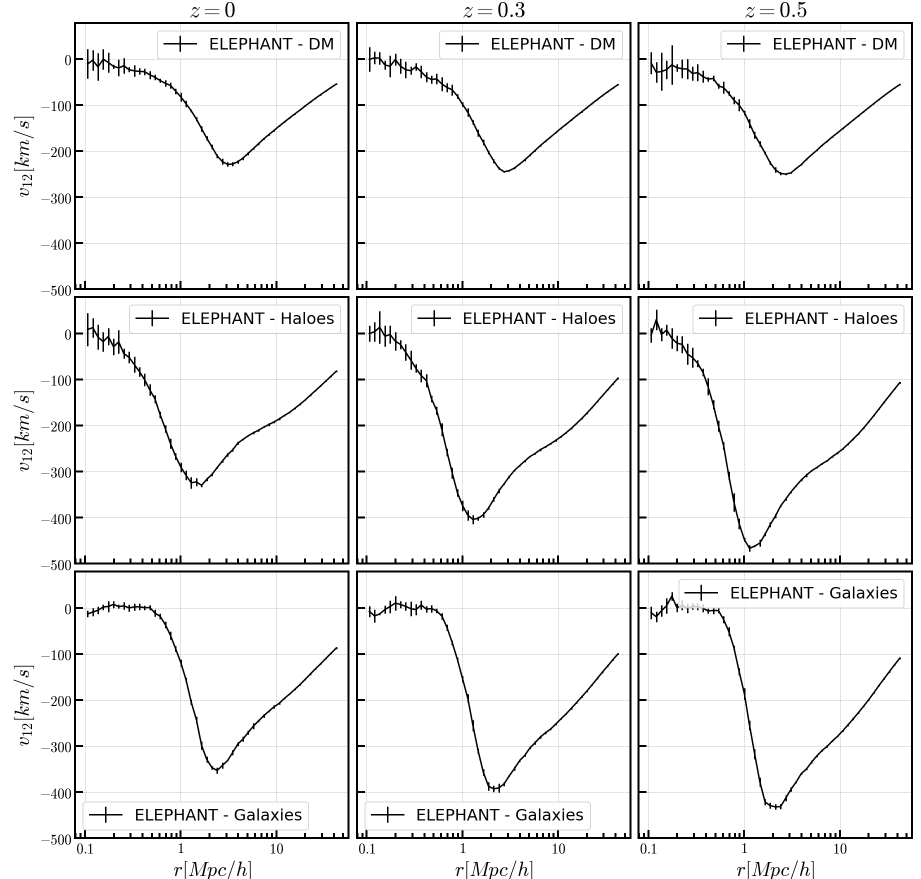 z = 0
z = 0.3
z = 0.5
ELEPHANT - DM
ELEPHANT - DM
ELEPHANT - DM
v12[km/s]
0
−100
−200
−300
−400
−500
ELEPHANT - Haloes
ELEPHANT - Haloes
ELEPHANT - Haloes
v12[km/s]
0
−100
−200
−300
−400
−500
ELEPHANT - Galaxies
ELEPHANT - Galaxies
ELEPHANT - Galaxies
v12[km/s]
0
−100
−200
−300
−400
−500
0.1 1 10
0.1 1 10
0.1 1 10
r[Mpc/h]
r[Mpc/h]
r[Mpc/h]